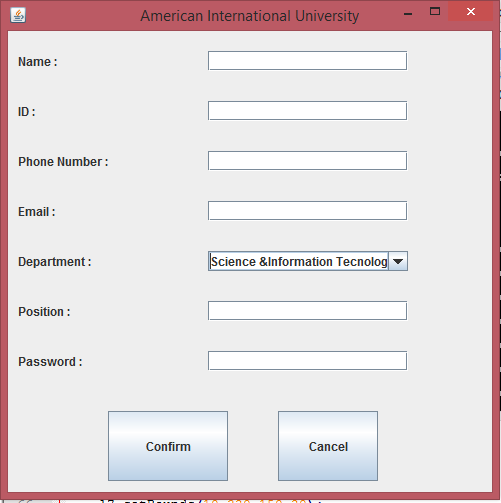 American International University
Name :
ID :
Phone Number :
Email :
Department :
Science &Information Tecnolog
Position :
Password :
Confirm
Cancel